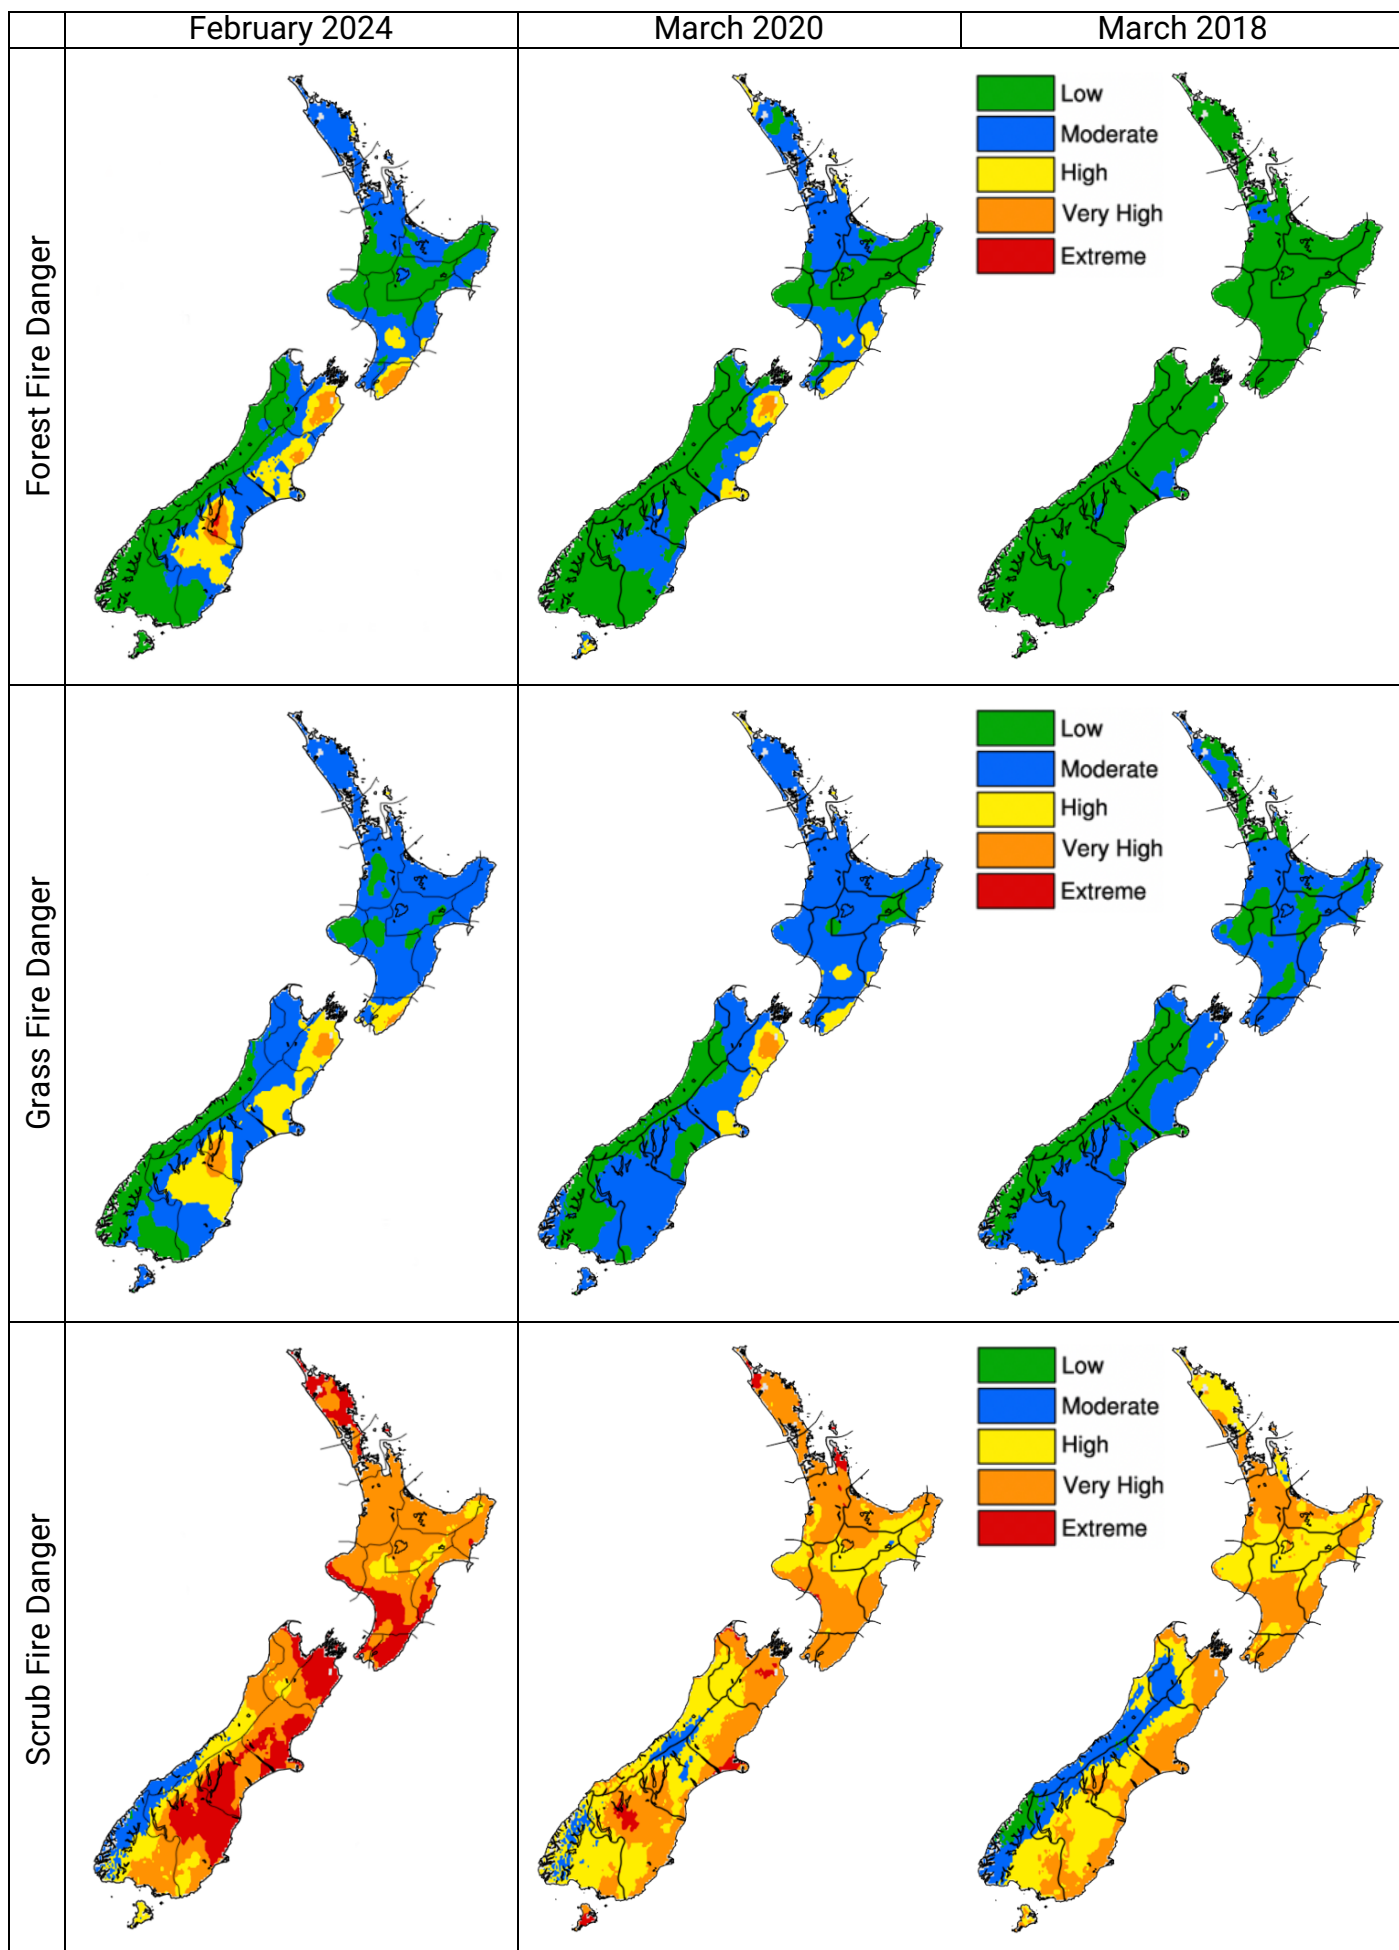 February 2024
March 2020
March 2018
Forest Fire Danger
Low
Moderate
High
Very High
Extreme
Grass Fire Danger
Low
Moderate
High
Very High
Extreme
Scrub Fire Danger
Low
Moderate
High
Very High
Extreme